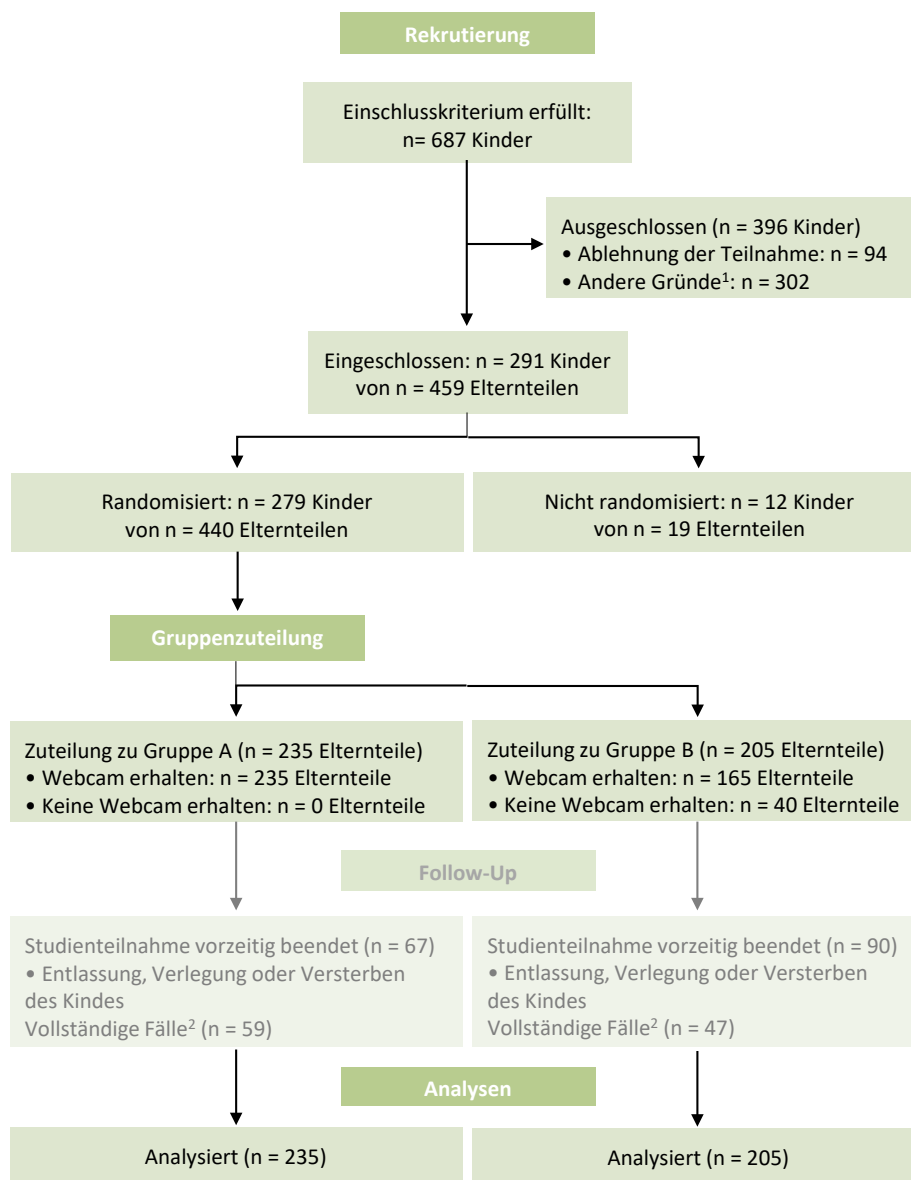 Rekrutierung
Einschlusskriterium erfüllt:
n= 687 Kinder
Ausgeschlossen (n = 396 Kinder)
• Ablehnung der Teilnahme: n = 94
• Andere Gründe¹: n = 302
Eingeschlossen: n = 291 Kinder
von n = 459 Elternteilen
Randomisiert: n = 279 Kinder
von n = 440 Elternteilen
Nicht randomisiert: n = 12 Kinder
von n = 19 Elternteilen
Gruppenzuteilung
Zuteilung zu Gruppe A (n = 235 Elternteile)
• Webcam erhalten: n = 235 Elternteile
• Keine Webcam erhalten: n = 0 Elternteile
Zuteilung zu Gruppe B (n = 205 Elternteile)
• Webcam erhalten: n = 165 Elternteile
• Keine Webcam erhalten: n = 40 Elternteile
Follow-Up
Studienteilnahme vorzeitig beendet (n = 67)
• Entlassung, Verlegung oder Versterben
des Kindes
Vollständige Fälle² (n = 59)
Studienteilnahme vorzeitig beendet (n = 90)
• Entlassung, Verlegung oder Versterben
des Kindes
Vollständige Fälle² (n = 47)
Analysen
Analysiert (n = 235)
Analysiert (n = 205)